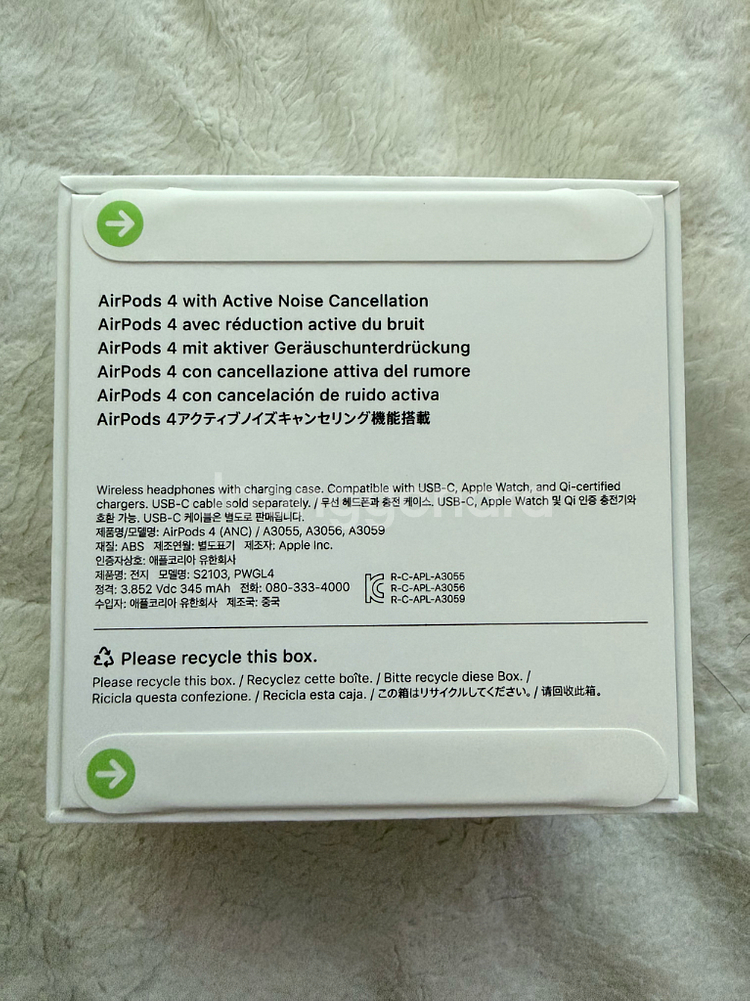 AirPods 4 with Active Noise Cancellation
AirPods 4 avec réduction active du bruit
AirPods 4 mit aktiver Geräuschunterdrückung
AirPods 4 con cancellazione attiva del rumore
AirPods 4 con cancelación de ruido activa
AirPods 4アクティブノイズキャンセリング機能搭載
Wireless headphones with charging case. Compatible with USB-C, Apple Watch, and Qi-certified
chargers. USB-C cable sold separately. / 무선 헤드폰과 충전 케이스. USB-C, Apple Watch 및 Qi 인증 충전기와
호환 가능. USB-C 케이블은 별도로 판매됩니다.
제품명/모델명: AirPods 4 (ANC) / A3055, A3056, A3059
재질: ABS 제조연월: 별도표기 제조자: Apple Inc.
인증자상호: 애플코리아 유한회사
제품명: 전지 모델명: S2103, PWGL4
정격: 3.852 Vdc 345 mAh 전화: 080-333-4000
수입자: 애플코리아 유한회사 제조국: 중국
R-C-APL-A3055
R-C-APL-A3056
R-C-APL-A3059
Please recycle this box.
Please recycle this box. / Recyclez cette boîte. / Bitte recycle diese Box. /
Ricicla questa confezione. / Recicla esta caja. / この箱はリサイクルしてください。/ 请回收此箱。